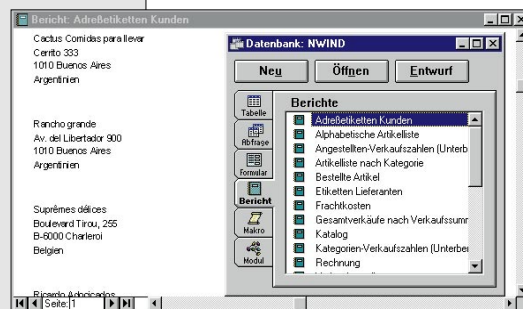 Bericht: Adreßetiketten Kunden
Cactus Comidas para llevar
Cerrito 333
1010 Buenos Aires
Argentinien
Rancho grande
Av. del Libertador 900
1010 Buenos Aires
Argentinien
Suprêmes délices
Boulevard Tirou, 255
B-6000 Charleroi
Belgien
Ricardo Adocicados
Seite: 1
Datenbank: NWIND
Neu Öffnen Entwurf
Tabelle
Abfrage
Formular
Bericht
Makro
Modul
Berichte
Adreßetiketten Kunden
Alphabetische Artikelliste
Angestellten-Verkaufszahlen (Unterb
Artikelliste nach Kategorie
Bestellte Artikel
Etiketten Lieferanten
Frachtkosten
Gesamtverkäufe nach Verkaufssumm
Katalog
Kategorien-Verkaufszahlen (Unterber
Rechnung